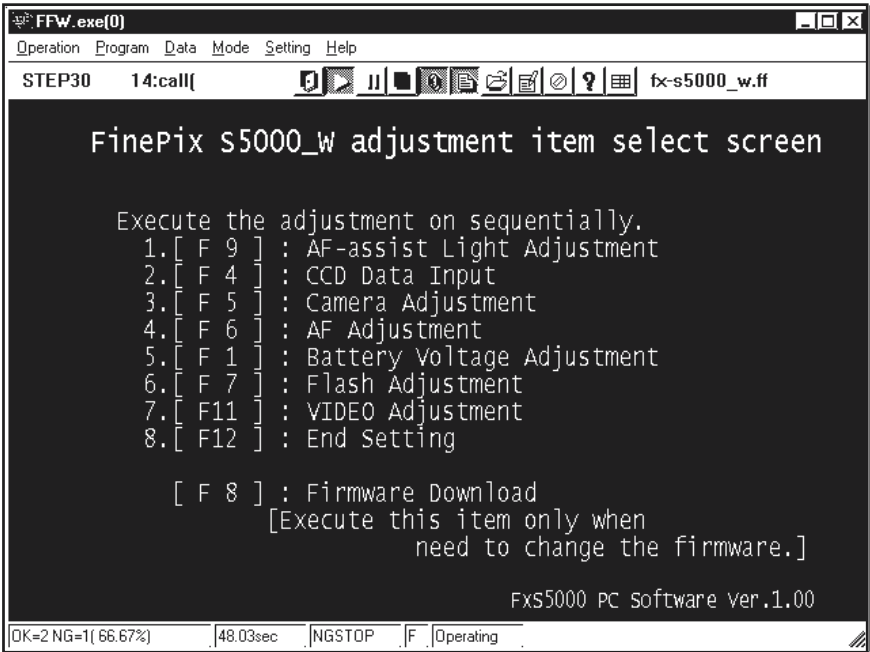 FFW.exe(0)
Operation Program Data Mode Setting Help
STEP30 14:call( fx-s5000_w.ff
FinePix S5000_W adjustment item select screen
Execute the adjustment on sequentially.
1.[ F 9 ] : AF-assist Light Adjustment
2.[ F 4 ] : CCD Data Input
3.[ F 5 ] : Camera Adjustment
4.[ F 6 ] : AF Adjustment
5.[ F 1 ] : Battery Voltage Adjustment
6.[ F 7 ] : Flash Adjustment
7.[ F11 ] : VIDEO Adjustment
8.[ F12 ] : End Setting
[ F 8 ] : Firmware Download
[Execute this item only when
need to change the firmware.]
FxS5000 PC Software Ver.1.00
OK=2 NG=1( 66.67%) 48.03sec NGSTOP F Operating